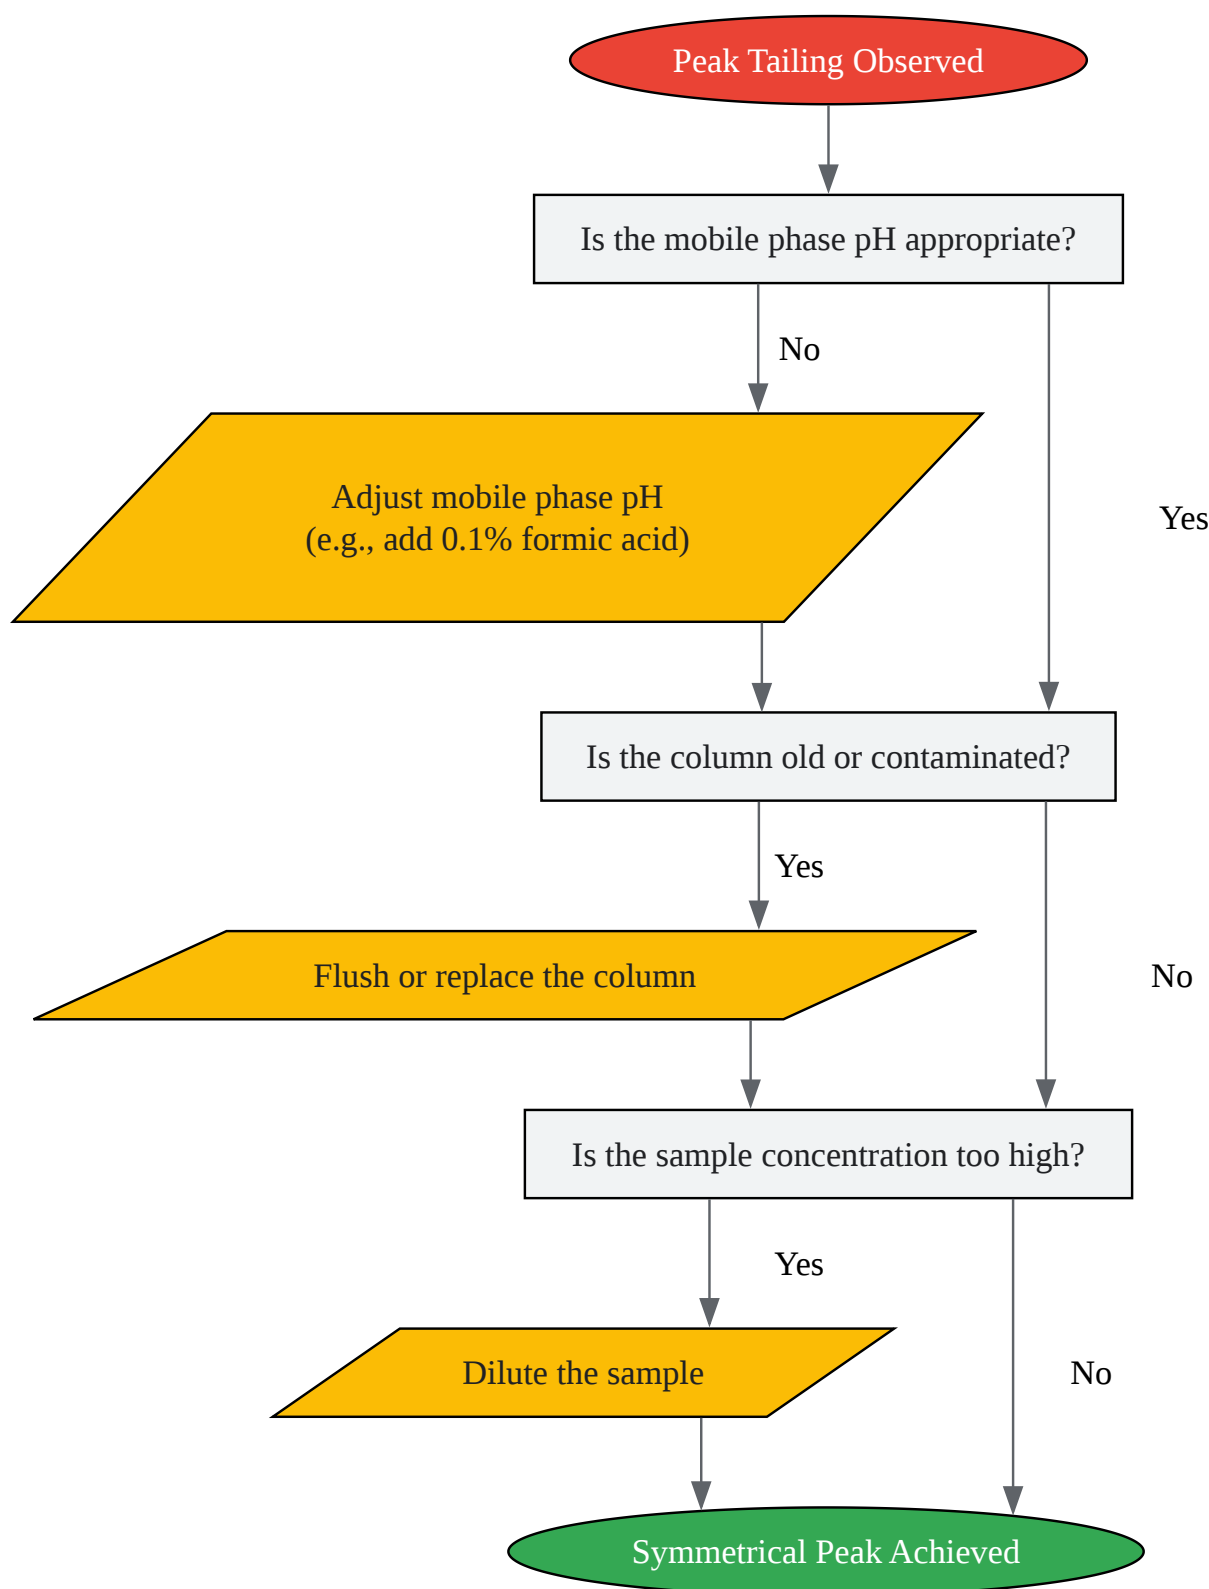 Peak Tailing Observed
Is the mobile phase pH appropriate?
No
Adjust mobile phase pH
(e.g., add 0.1% formic acid)
Yes
Is the column old or contaminated?
Yes
Flush or replace the column
No
Is the sample concentration too high?
Yes
Dilute the sample
No
Symmetrical Peak Achieved